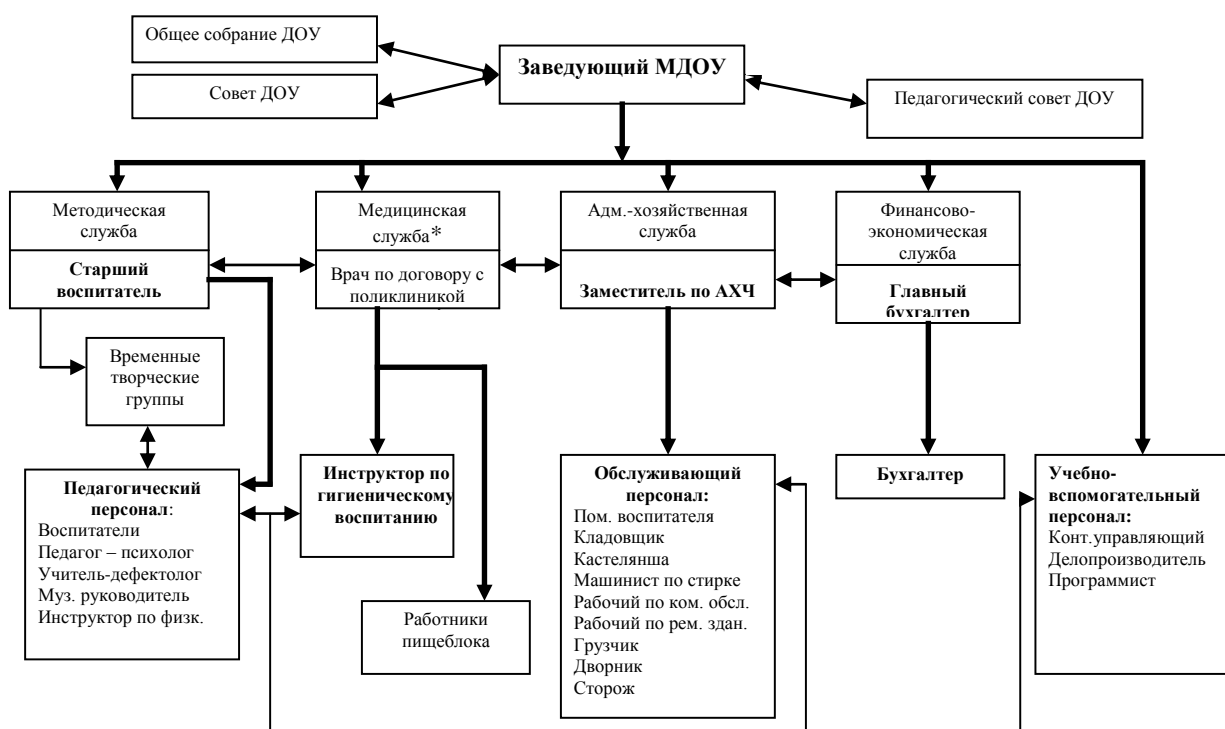 Общее собрание ДОУ
Совет ДОУ
Заведующий МДОУ
Педагогический совет ДОУ
Методическая
служба
Старший
воспитатель
Медицинская
служба*
Врач по договору с
поликлиникой
Адм.-хозяйственная
служба
Заместитель по АХЧ
Финансово-
экономическая
служба
Главный
бухгалтер
Временные
творческие
группы
Педагогический
персонал:
Воспитатели
Педагог – психолог
Учитель-дефектолог
Муз. руководитель
Инструктор по физк.
Инструктор по
гигиеническому
воспитанию
Работники
пищеблока
Обслуживающий
персонал:
Пом. воспитателя
Кладовщик
Кастелянша
Машинист по стирке
Рабочий по ком. обсл.
Рабочий по рем. здан.
Грузчик
Дворник
Сторож
Бухгалтер
Учебно-
вспомогательный
персонал:
Конт.управляющий
Делопроизводитель
Программист